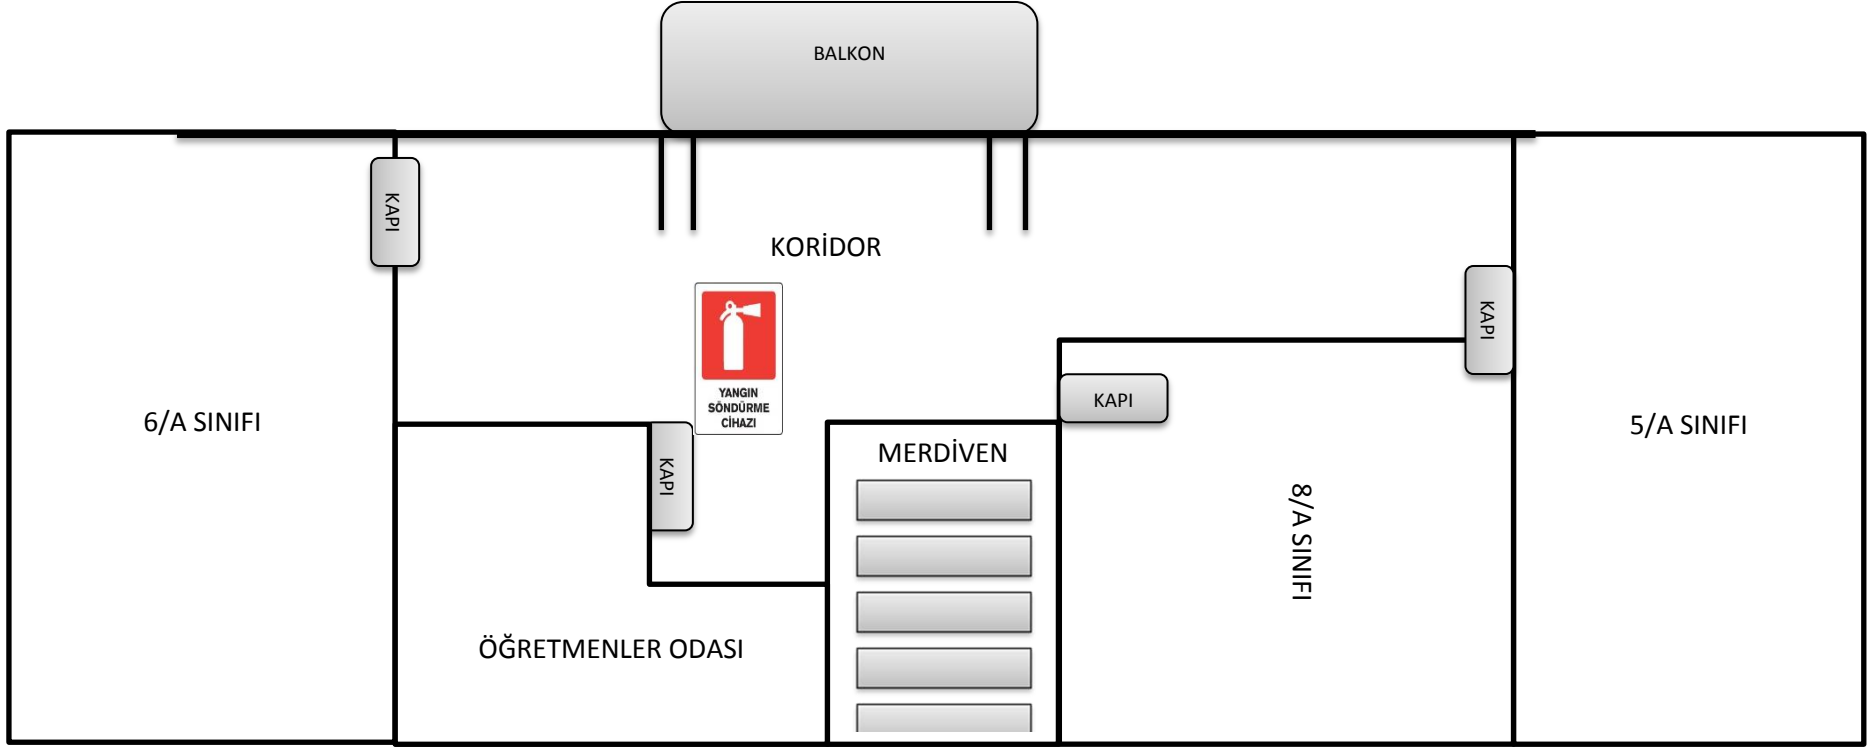 BALKON
KAPI
KORİDOR
YANGIN
SÖNDÜRME
CİHAZI
KAPI
KAPI
6/A SINIFI
5/A SINIFI
MERDİVEN
KAPI
8/A SINIFI
ÖĞRETMENLER ODASI